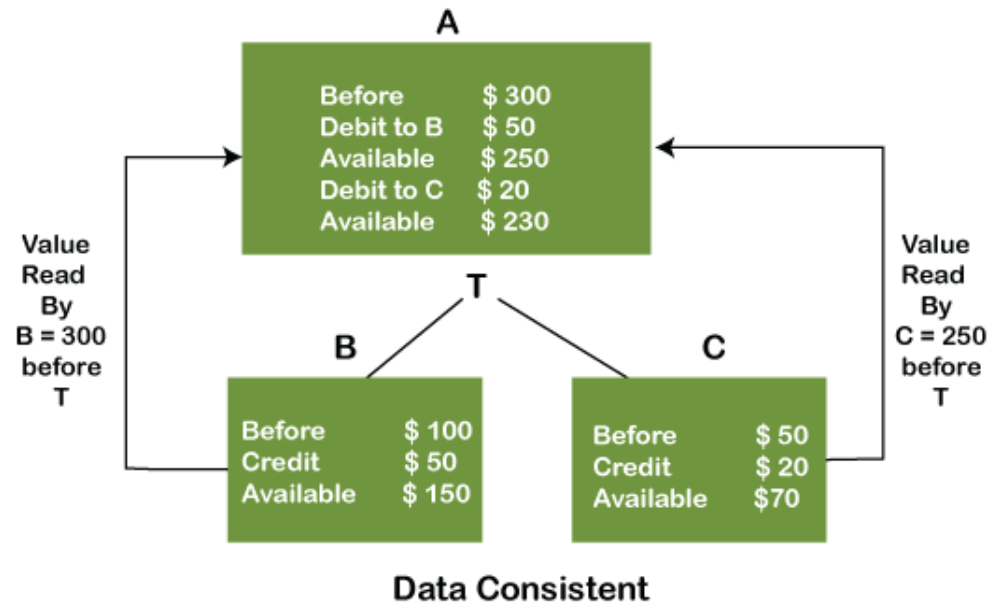 A
Before $ 300
Debit to B $ 50
Available $ 250
Debit to C $ 20
Available $ 230
Value
Read
By
B = 300
before
T
Value
Read
By
C = 250
before
T
T
B
Before $ 100
Credit $ 50
Available $ 150
C
Before $ 50
Credit $ 20
Available $70
Data Consistent